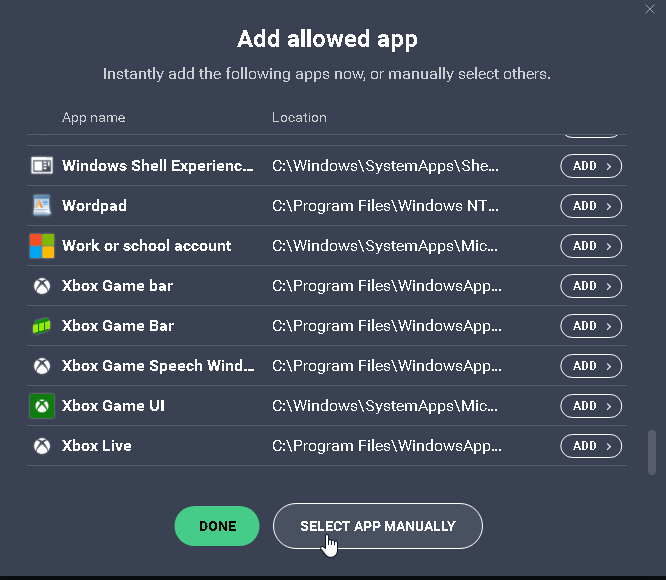 Add allowed app
Instantly add the following apps now, or manually select others.
App name Location
Windows Shell Experienc... C:\Windows\SystemApps\She... ADD
Wordpad C:\Program Files\Windows NT... ADD
Work or school account C:\Windows\SystemApps\Mic... ADD
Xbox Game bar C:\Program Files\WindowsApp... ADD
Xbox Game Bar C:\Program Files\WindowsApp... ADD
Xbox Game Speech Wind... C:\Program Files\WindowsApp... ADD
Xbox Game UI C:\Windows\SystemApps\Mic... ADD
Xbox Live C:\Program Files\WindowsApp... ADD
DONE SELECT APP MANUALLY